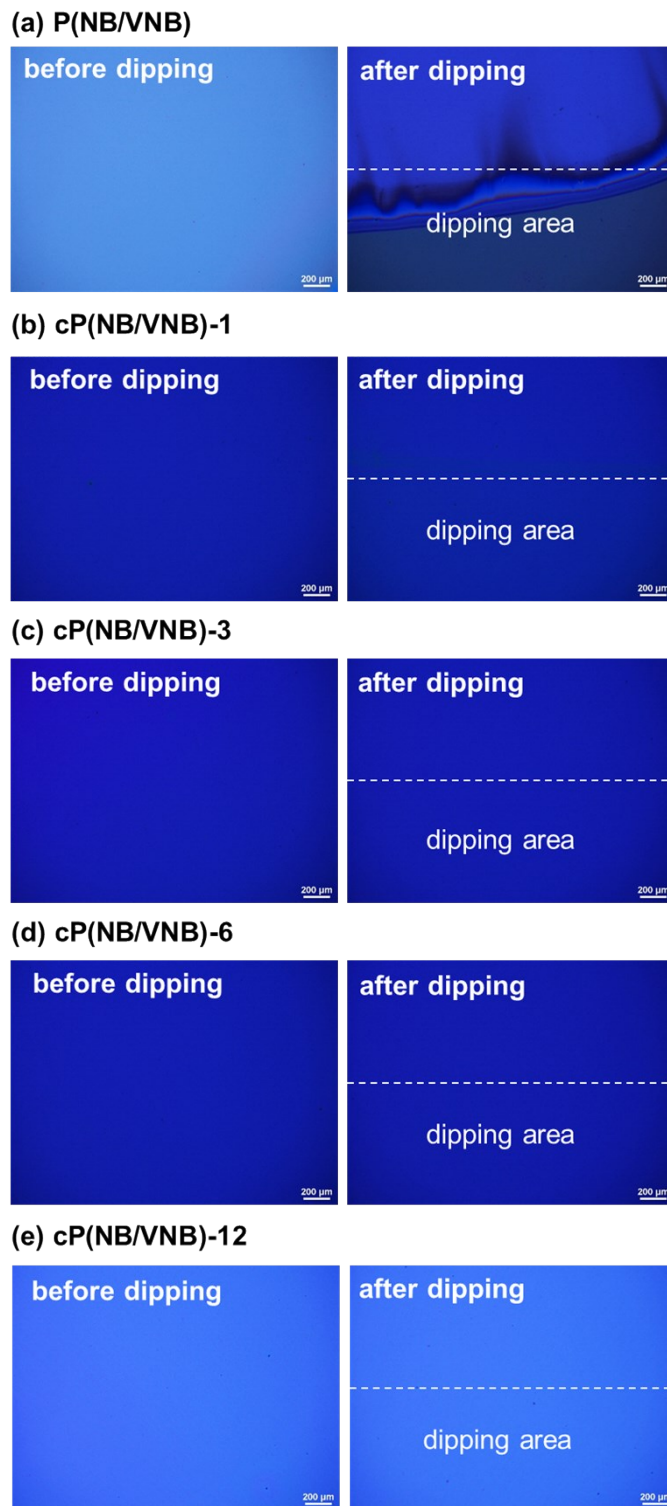 (a) P(NB/VNB)
before dipping
after dipping
dipping area
200 μm
200 μm
(b) cP(NB/VNB)-1
before dipping
after dipping
dipping area
200 μm
200 μm
(c) cP(NB/VNB)-3
before dipping
after dipping
dipping area
200 μm
200 μm
(d) cP(NB/VNB)-6
before dipping
after dipping
dipping area
200 μm
200 μm
(e) cP(NB/VNB)-12
before dipping
after dipping
dipping area
200 μm
200 μm